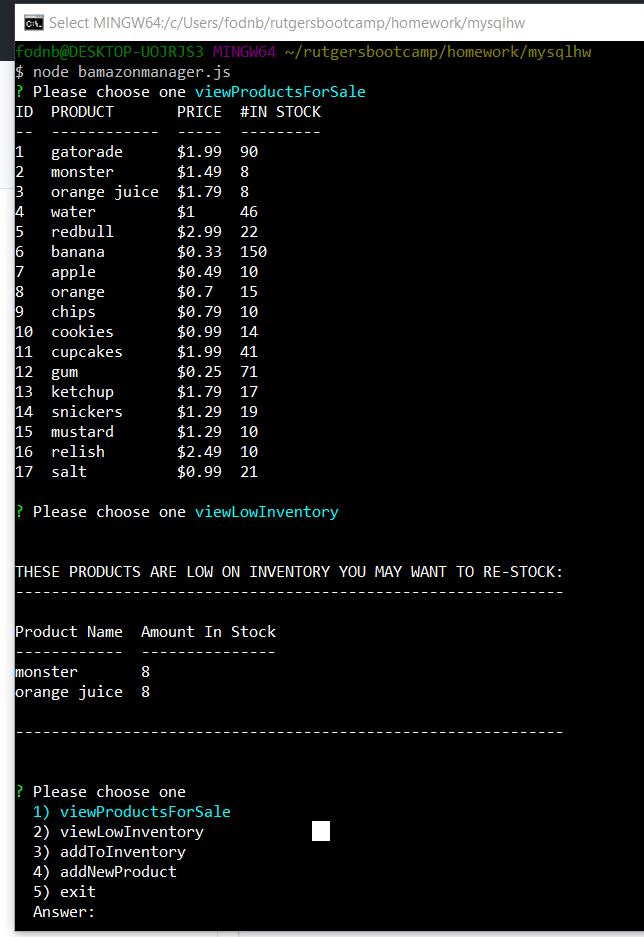 Select MINGW64:/c/Users/fodnb/rutgersbootcamp/homework/mysqlhw
fodnb@DESKTOP-UOJRJS3 MINGW64 ~/rutgersbootcamp/homework/mysqlhw
$ node bamazonmanager.js
? Please choose one viewProductsForSale
ID  PRODUCT       PRICE  #IN STOCK
--  ------------  -----  ---------
1   gatorade      $1.99  90
2   monster       $1.49  8
3   orange juice  $1.79  8
4   water         $1     46
5   redbull       $2.99  22
6   banana        $0.33  150
7   apple         $0.49  10
8   orange        $0.7   15
9   chips         $0.79  10
10  cookies       $0.99  14
11  cupcakes      $1.99  41
12  gum           $0.25  71
13  ketchup       $1.79  17
14  snickers      $1.29  19
15  mustard       $1.29  10
16  relish        $2.49  10
17  salt          $0.99  21
? Please choose one viewLowInventory
THESE PRODUCTS ARE LOW ON INVENTORY YOU MAY WANT TO RE-STOCK:
-------------------------------------------------------------
Product Name  Amount In Stock
------------  ---------------
monster       8
orange juice  8
-------------------------------------------------------------
? Please choose one
  1) viewProductsForSale
  2) viewLowInventory
  3) addToInventory
  4) addNewProduct
  5) exit
  Answer: